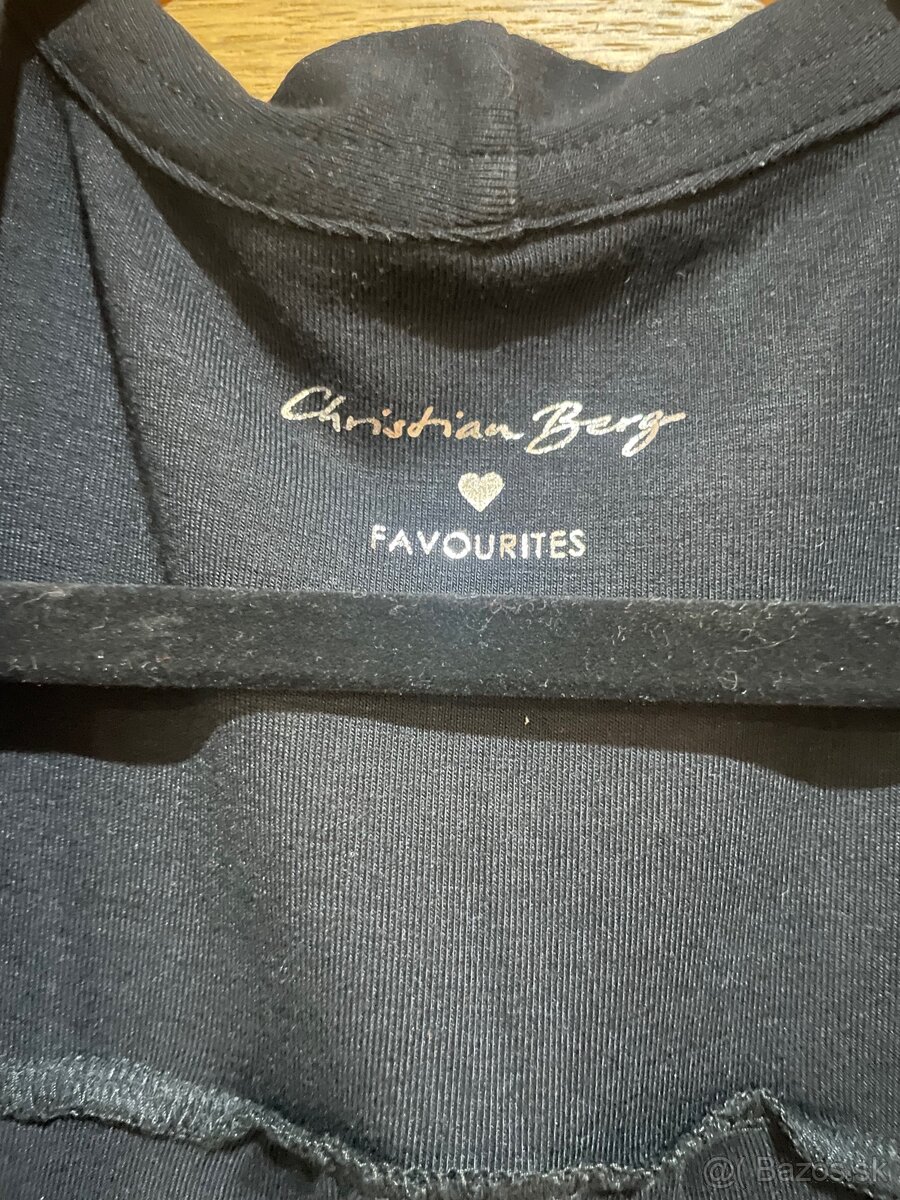 Christian Berg
FAVOURITES
@ Bazos.sk